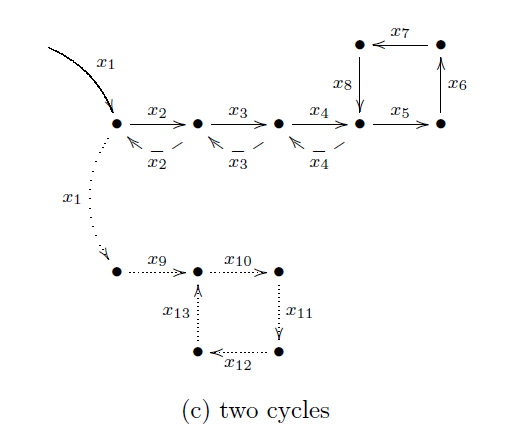 x₇
x₁ x₈ x₆
x₂ x₃ x₄ x₅
x₂ x₃ x₄
x₁
x₉ x₁₀
x₁₃ x₁₁
x₁₂
(c) two cycles